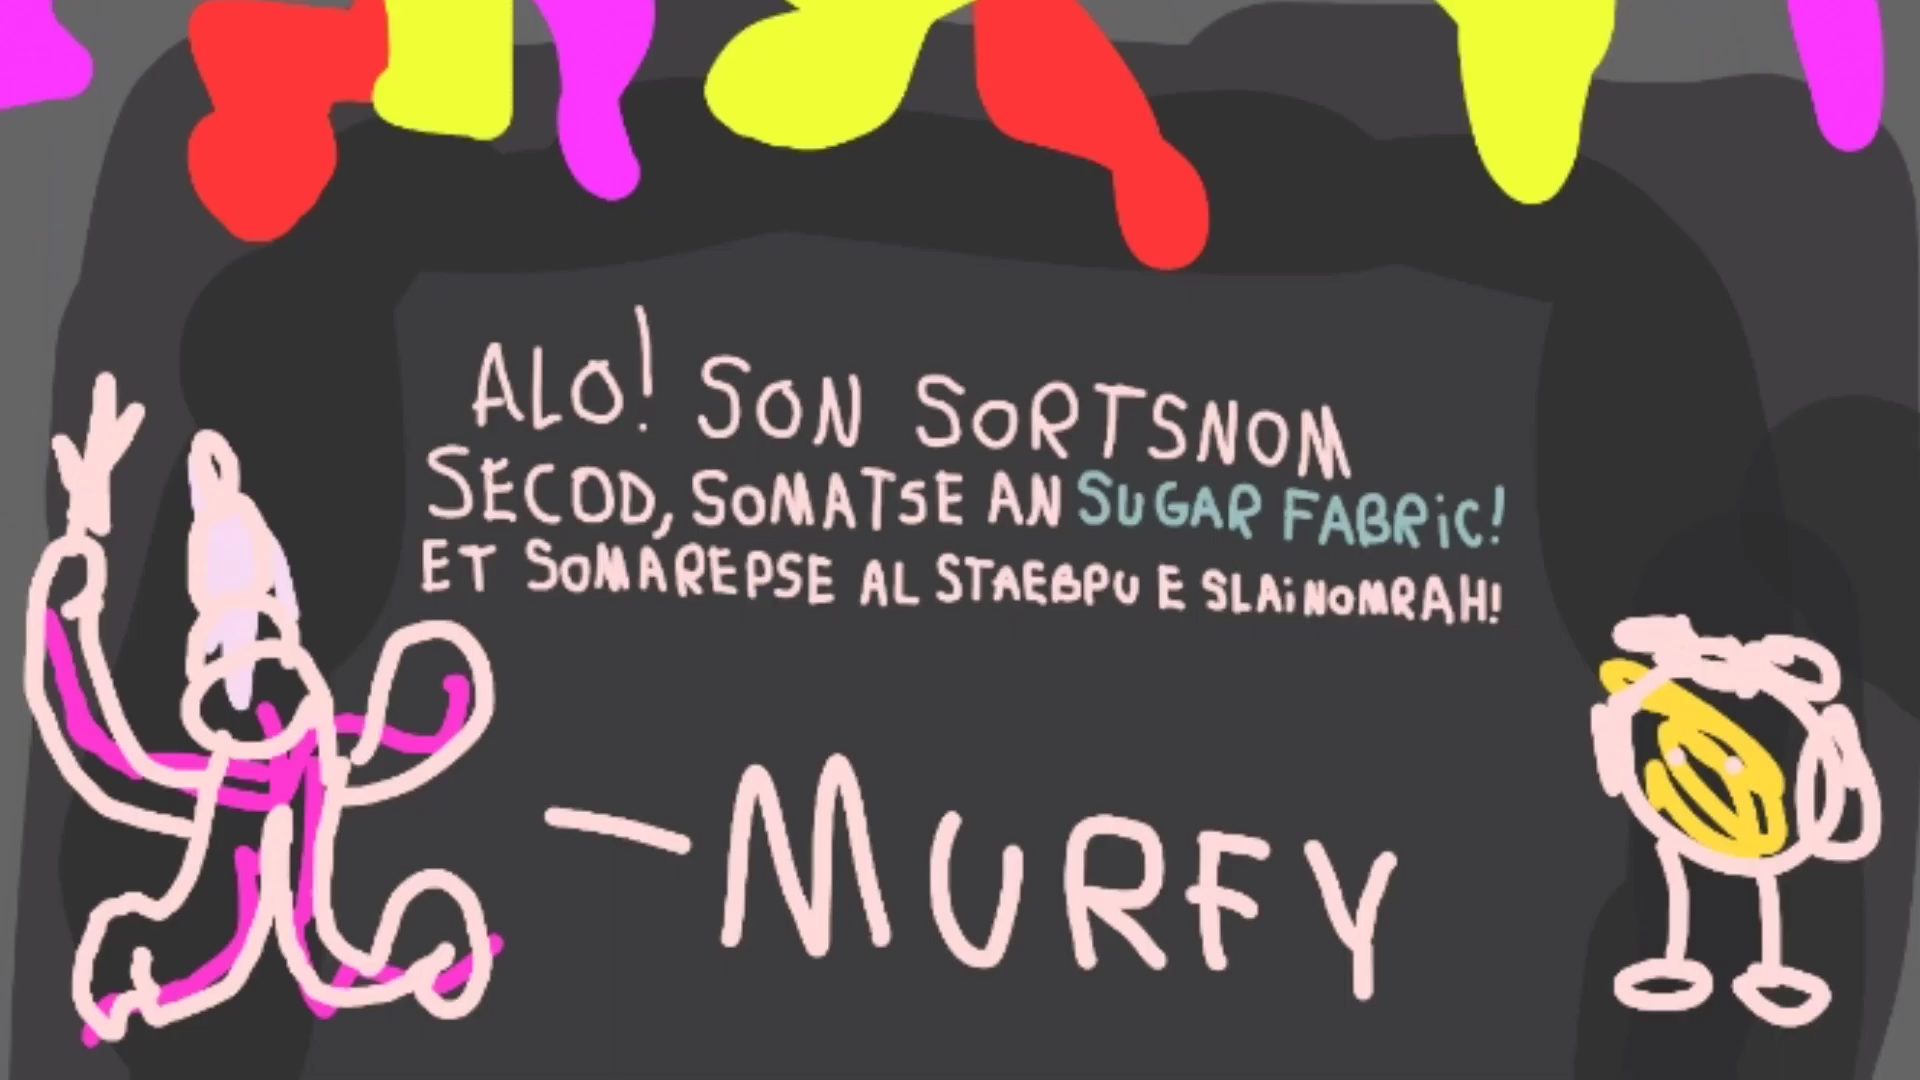 ALO! SON SORTSNOM
SECOD, SOMATSE AN SUGAR FABRIC!
ET SOMAREPSE AL STAEBPU E SLAINOMRAH!
-MURFY